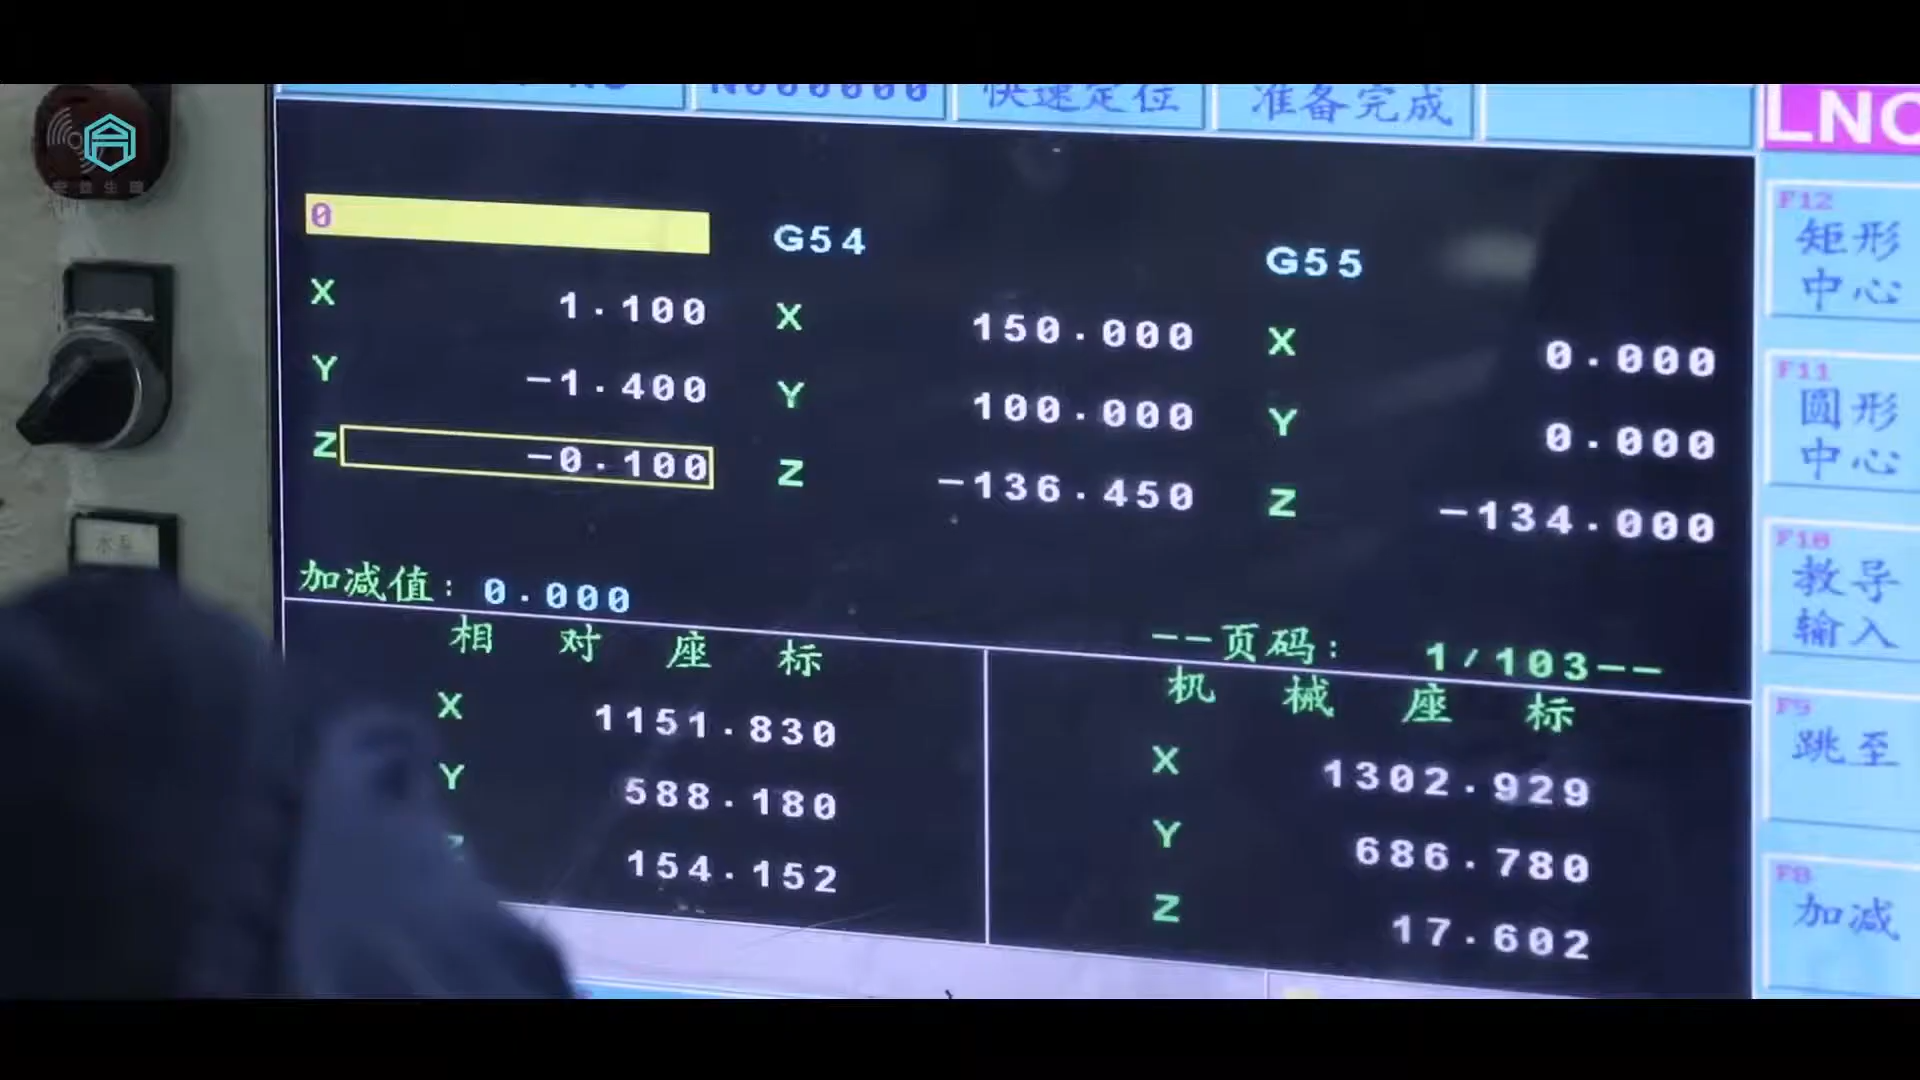 N000000 快速定位 准备完成 LNC
0 G54 G55
X 1.100 X 150.000 X 0.000
Y -1.400 Y 100.000 Y 0.000
Z -0.100 Z -136.450 Z -134.000
加减值: 0.000
--页码: 1/103--
相对座标 机械座标
X 1151.830 X 1302.929
Y 588.180 Y 686.780
Z 154.152 Z 17.602
F12
矩形
中心
F11
圆形
中心
F10
教导
输入
F9
跳至
F8
加减